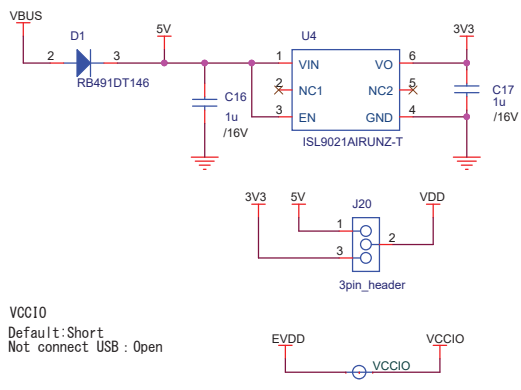 VBUS
5V
3V3
D1
U4
2
3
1
VIN
VO
6
RB491DT146
2
NC1
NC2
5
C16
1u
/16V
3
EN
GND
4
C17
1u
/16V
ISL9021AIRUNZ-T
3V3
5V
J20
VDD
1
2
3
3pin_header
VCCIO
Default:Short
Not connect USB : Open
EVDD
VCCIO
VCCIO